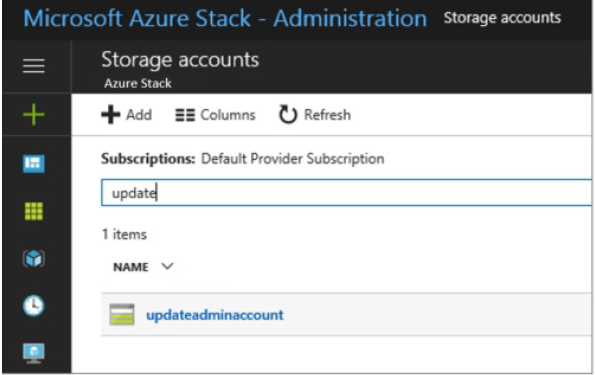 Microsoft Azure Stack - Administration Storage accounts
Storage accounts
Azure Stack
Add Columns Refresh
Subscriptions: Default Provider Subscription
update
1 items
NAME
updateadminaccount